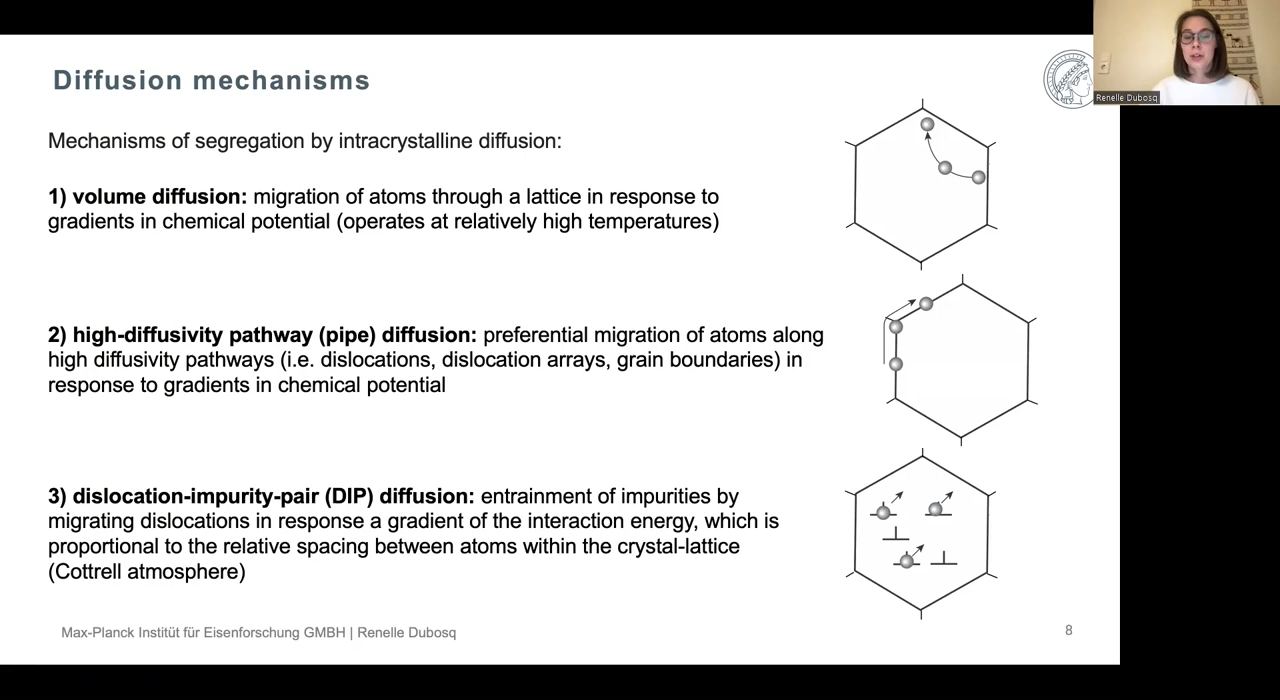 Diffusion mechanisms
Renelle Dubosq
Mechanisms of segregation by intracrystalline diffusion:
1) volume diffusion: migration of atoms through a lattice in response to
gradients in chemical potential (operates at relatively high temperatures)
2) high-diffusivity pathway (pipe) diffusion: preferential migration of atoms along
high diffusivity pathways (i.e. dislocations, dislocation arrays, grain boundaries) in
response to gradients in chemical potential
3) dislocation-impurity-pair (DIP) diffusion: entrainment of impurities by
migrating dislocations in response a gradient of the interaction energy, which is
proportional to the relative spacing between atoms within the crystal-lattice
(Cottrell atmosphere)
Max-Planck Institüt für Eisenforschung GMBH | Renelle Dubosq
8